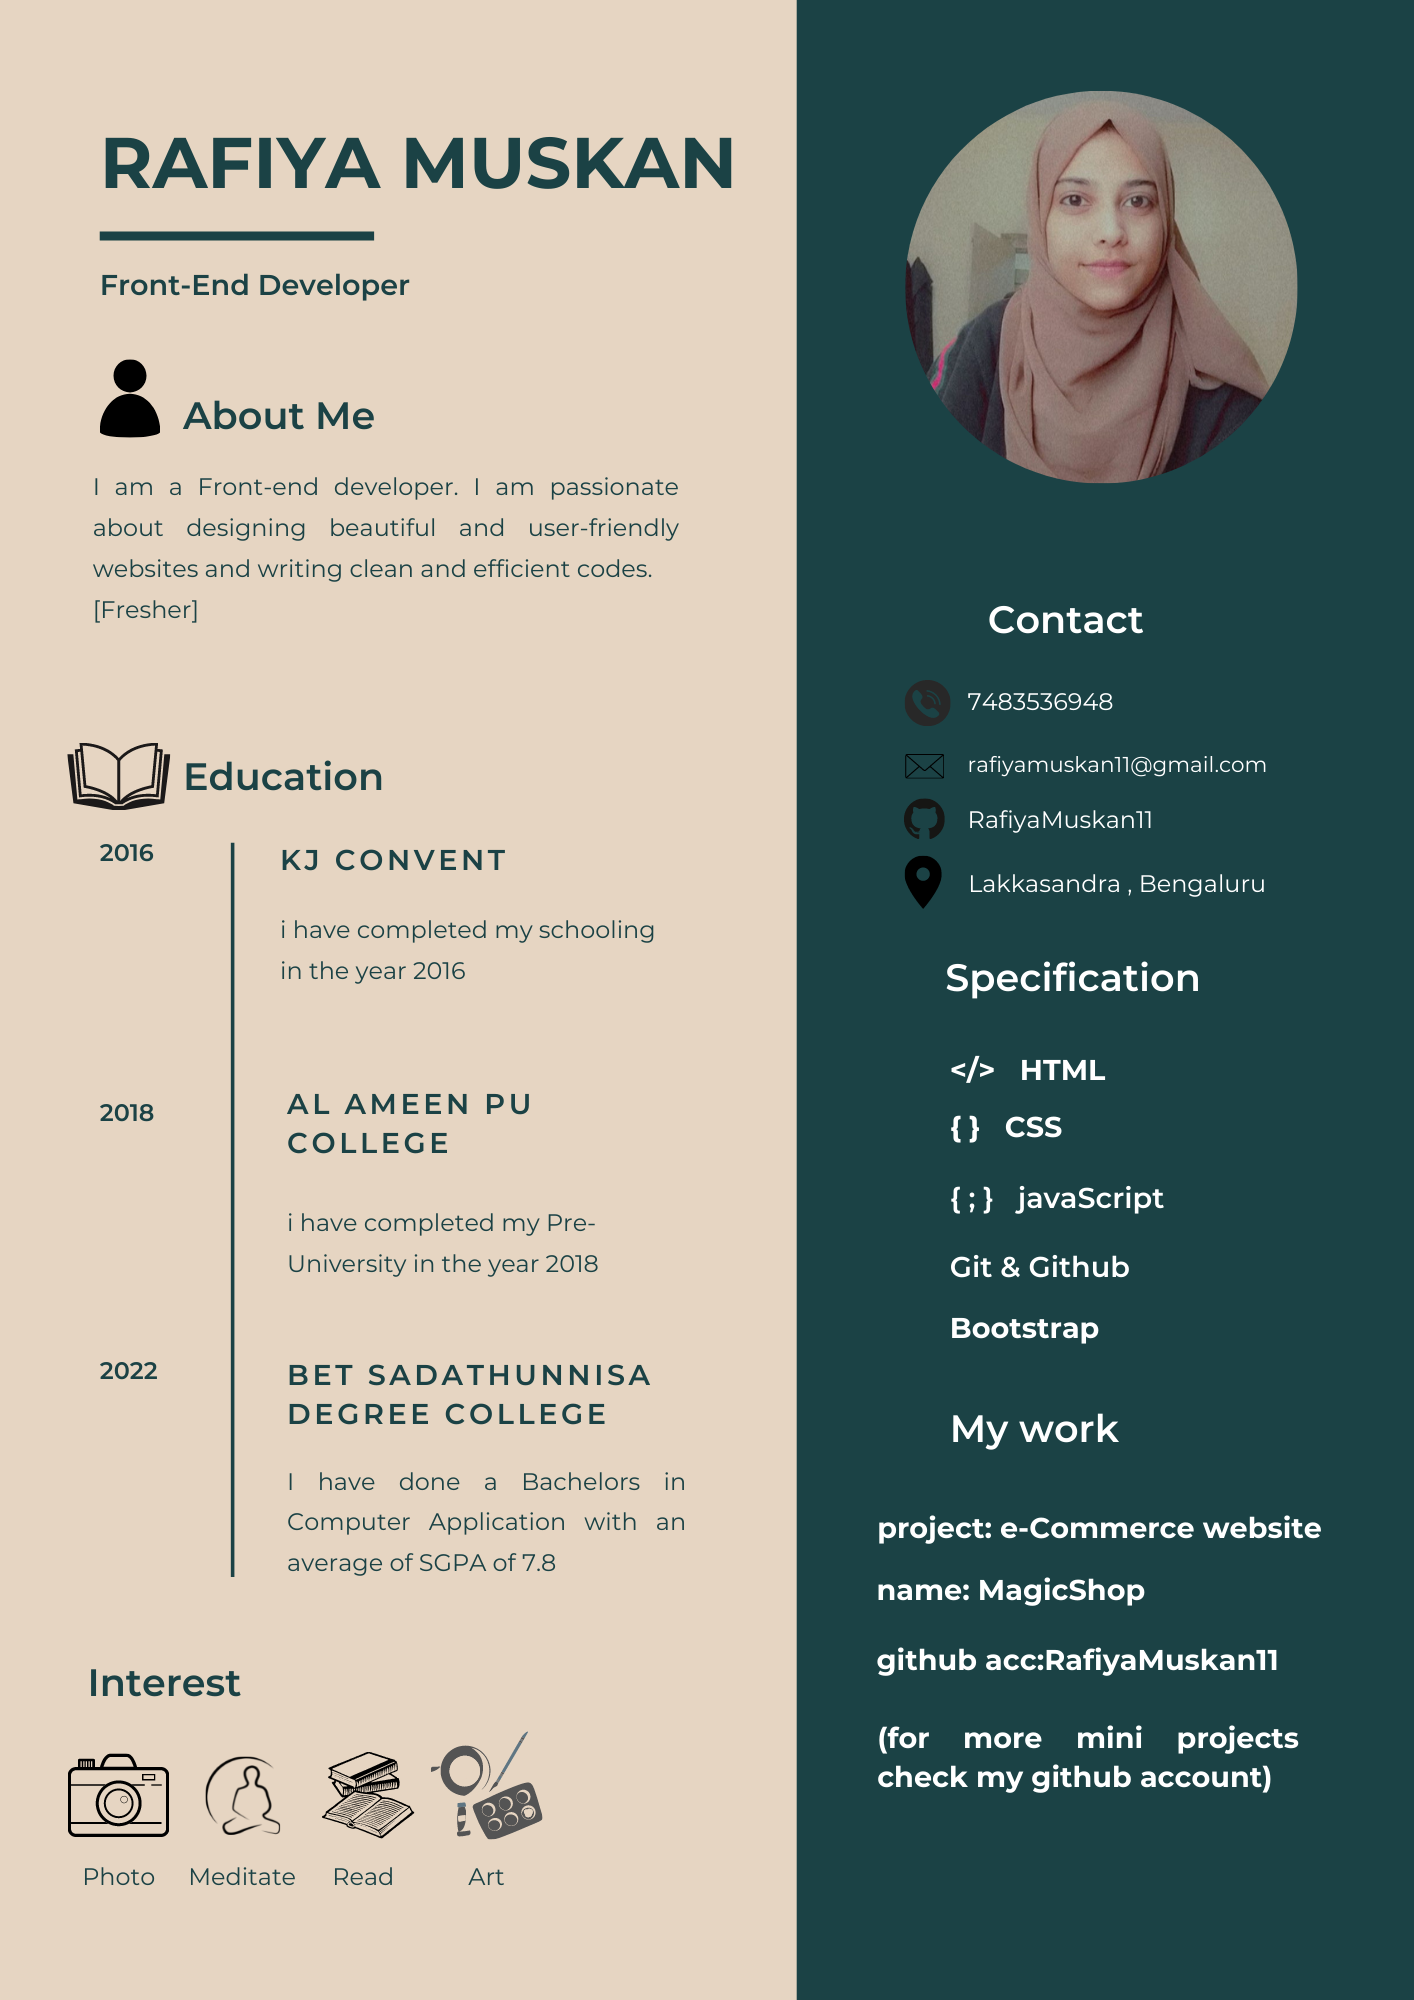 RAFIYA MUSKAN
Front-End Developer
About Me
I am a Front-end developer. I am passionate
about designing beautiful and user-friendly
websites and writing clean and efficient codes.
[Fresher]
Education
2016
KJ CONVENT
i have completed my schooling
in the year 2016
2018
AL AMEEN PU
COLLEGE
i have completed my Pre-
University in the year 2018
2022
BET SADATHUNNISA
DEGREE COLLEGE
I have done a Bachelors in
Computer Application with an
average of SGPA of 7.8
Interest
Photo
Meditate
Read
Art
Contact
7483536948
rafiyamuskan11@gmail.com
RafiyaMuskan11
Lakkasandra , Bengaluru
Specification
</> HTML
{ } CSS
{ ; } javaScript
Git & Github
Bootstrap
My work
project: e-Commerce website
name: MagicShop
github acc:RafiyaMuskan11
(for more mini projects
check my github account)